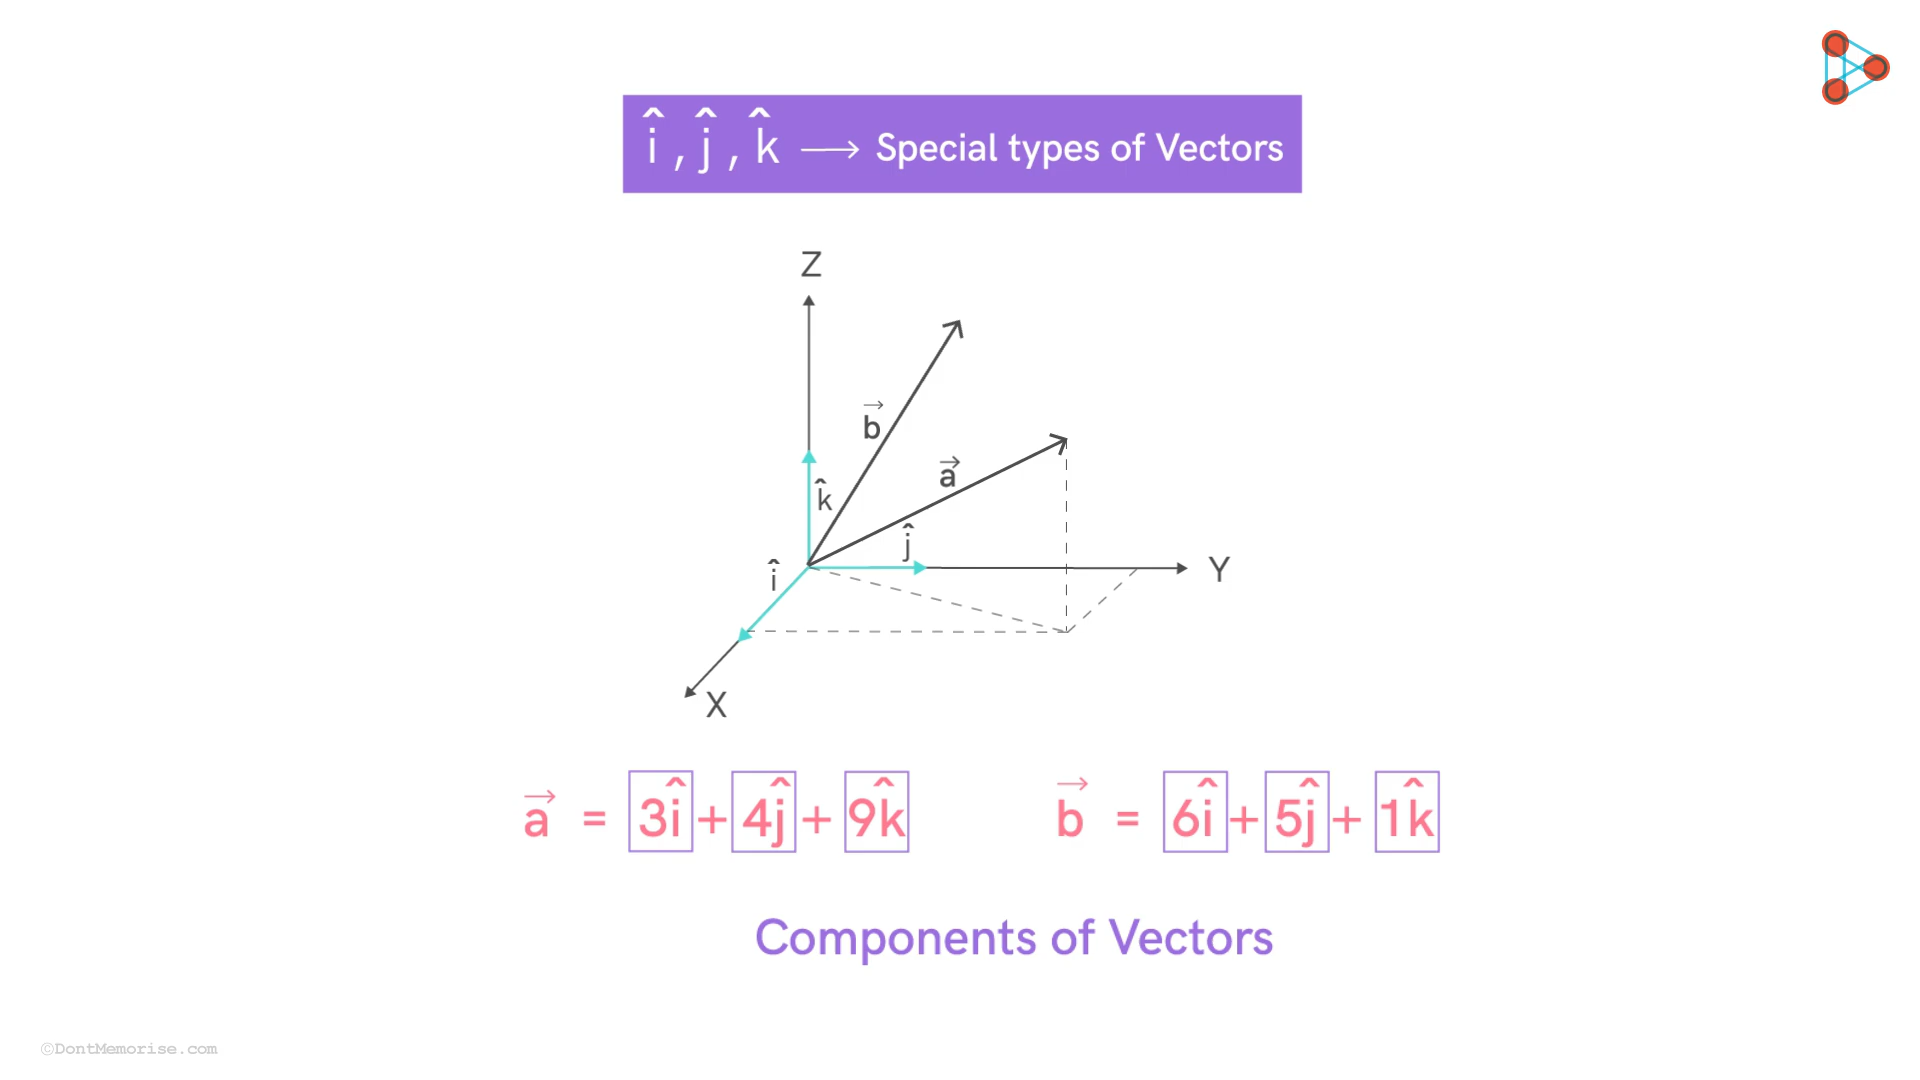 î , ĵ , k̂ ⟶ Special types of Vectors
Z
b⃗
a⃗
k̂
ĵ
î
Y
X
a⃗ = 3î + 4ĵ + 9k̂
b⃗ = 6î + 5ĵ + 1k̂
Components of Vectors
©DontMemorise.com